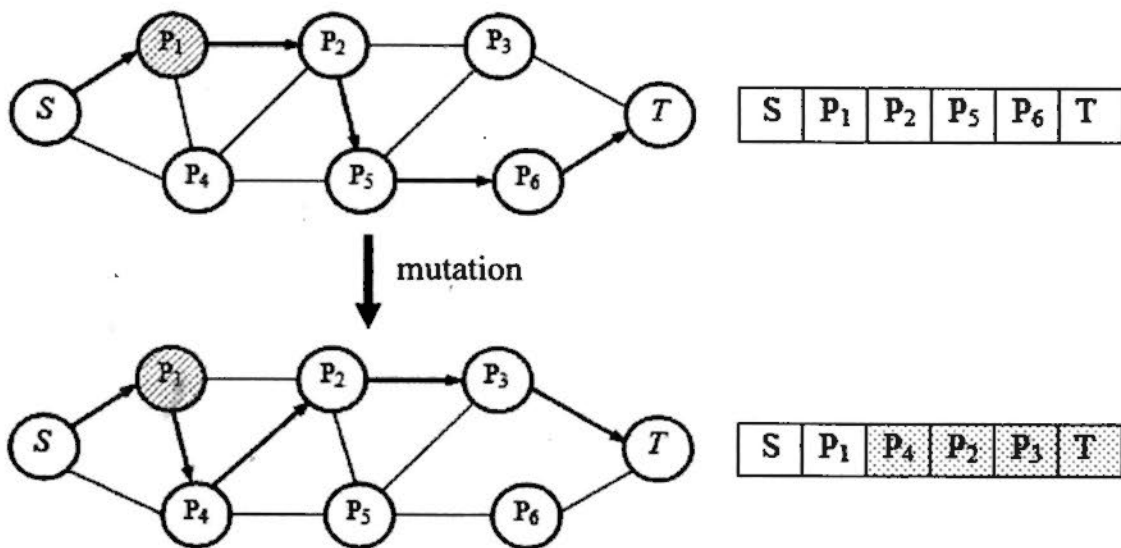 P₁ P₂ P₃
S T
P₄ P₅ P₆
S P₁ P₂ P₅ P₆ T
mutation
P₁ P₂ P₃
S T
P₄ P₅ P₆
S P₁ P₄ P₂ P₃ T